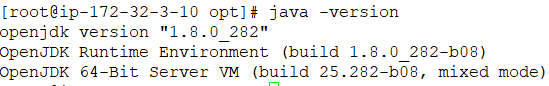 [root@ip-172-32-3-10 opt]# java -version
openjdk version "1.8.0_282"
OpenJDK Runtime Environment (build 1.8.0_282-b08)
OpenJDK 64-Bit Server VM (build 25.282-b08, mixed mode)